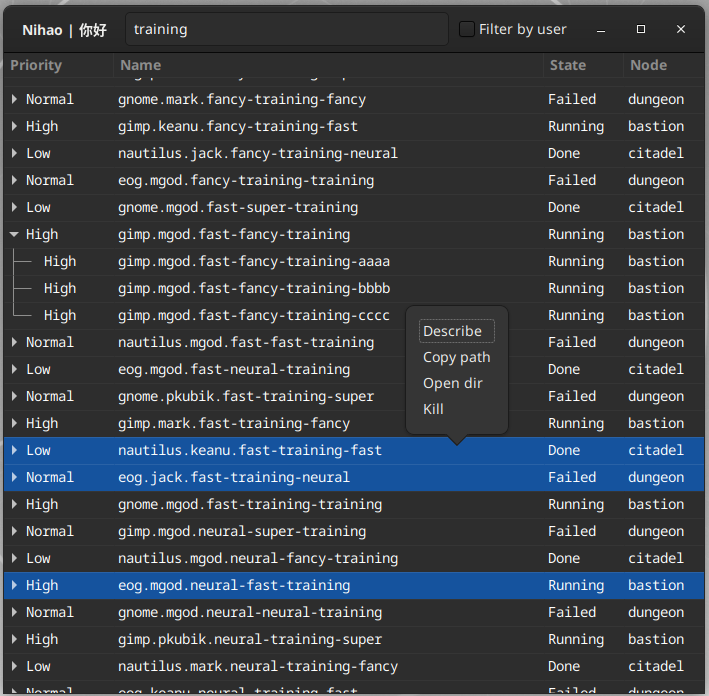 Nihao | 你好 training Filter by user
Priority Name State Node
Normal gnome.mark.fancy-training-fancy Failed dungeon
High gimp.keanu.fancy-training-fast Running bastion
Low nautilus.jack.fancy-training-neural Done citadel
Normal eog.mgod.fancy-training-training Failed dungeon
Low gnome.mgod.fast-super-training Done citadel
High gimp.mgod.fast-fancy-training Running bastion
High gimp.mgod.fast-fancy-training-aaaa Running bastion
High gimp.mgod.fast-fancy-training-bbbb Running bastion
High gimp.mgod.fast-fancy-training-cccc Running bastion
Normal nautilus.mgod.fast-fast-training Failed dungeon
Low eog.mgod.fast-neural-training Done citadel
Normal gnome.pkubik.fast-training-super Failed dungeon
High gimp.mark.fast-training-fancy Running bastion
Low nautilus.keanu.fast-training-fast Done citadel
Normal eog.jack.fast-training-neural Failed dungeon
High gnome.mgod.fast-training-training Running bastion
Normal gimp.mgod.neural-super-training Failed dungeon
Low nautilus.mgod.neural-fancy-training Done citadel
High eog.mgod.neural-fast-training Running bastion
Normal gnome.mgod.neural-neural-training Failed dungeon
High gimp.pkubik.neural-training-super Running bastion
Low nautilus.mark.neural-training-fancy Done citadel
Normal eog.keanu.neural-training-fast Failed dungeon
Describe
Copy path
Open dir
Kill